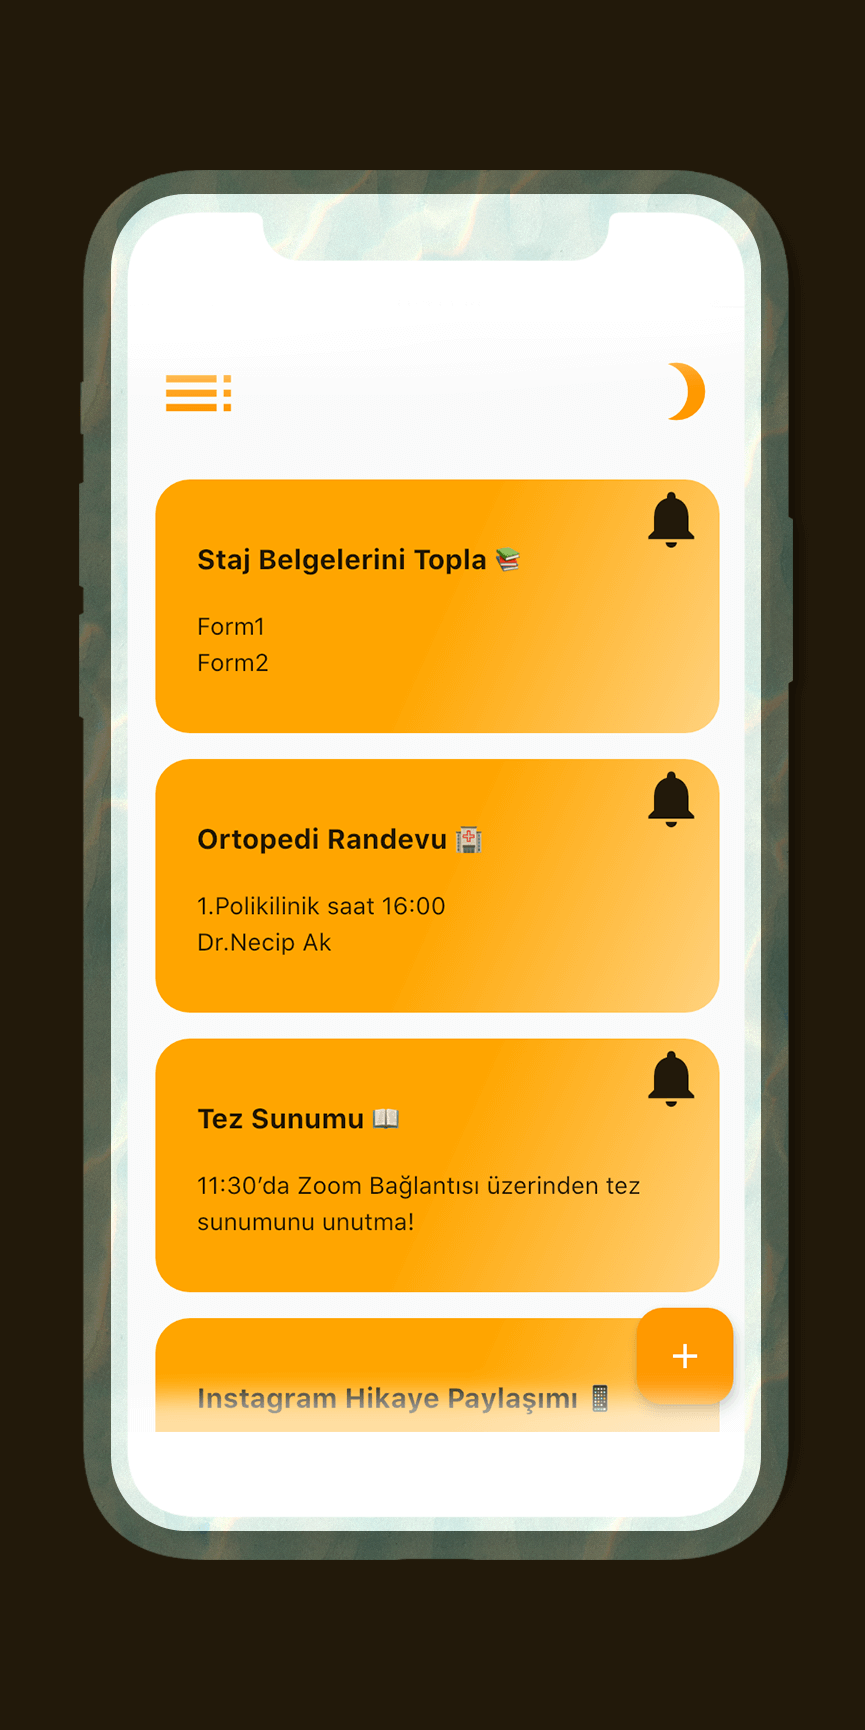 Staj Belgelerini Topla 📚
Form1
Form2
Ortopedi Randevu 🏥
1.Polikilinik saat 16:00
Dr.Necip Ak
Tez Sunumu 📖
11:30’da Zoom Bağlantısı üzerinden tez
sunumunu unutma!
Instagram Hikaye Paylaşımı 📱